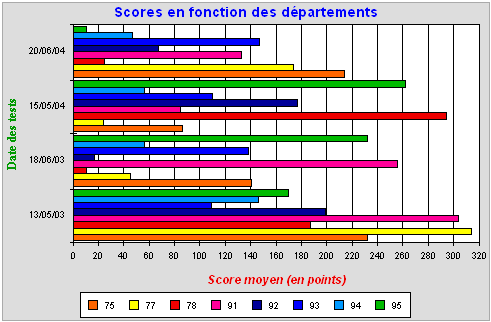 Scores en fonction des départements
Date des tests
20/06/04
15/05/04
18/06/03
13/05/03
0 20 40 60 80 100 120 140 160 180 200 220 240 260 280 300 320
Score moyen (en points)
75 77 78 91 92 93 94 95